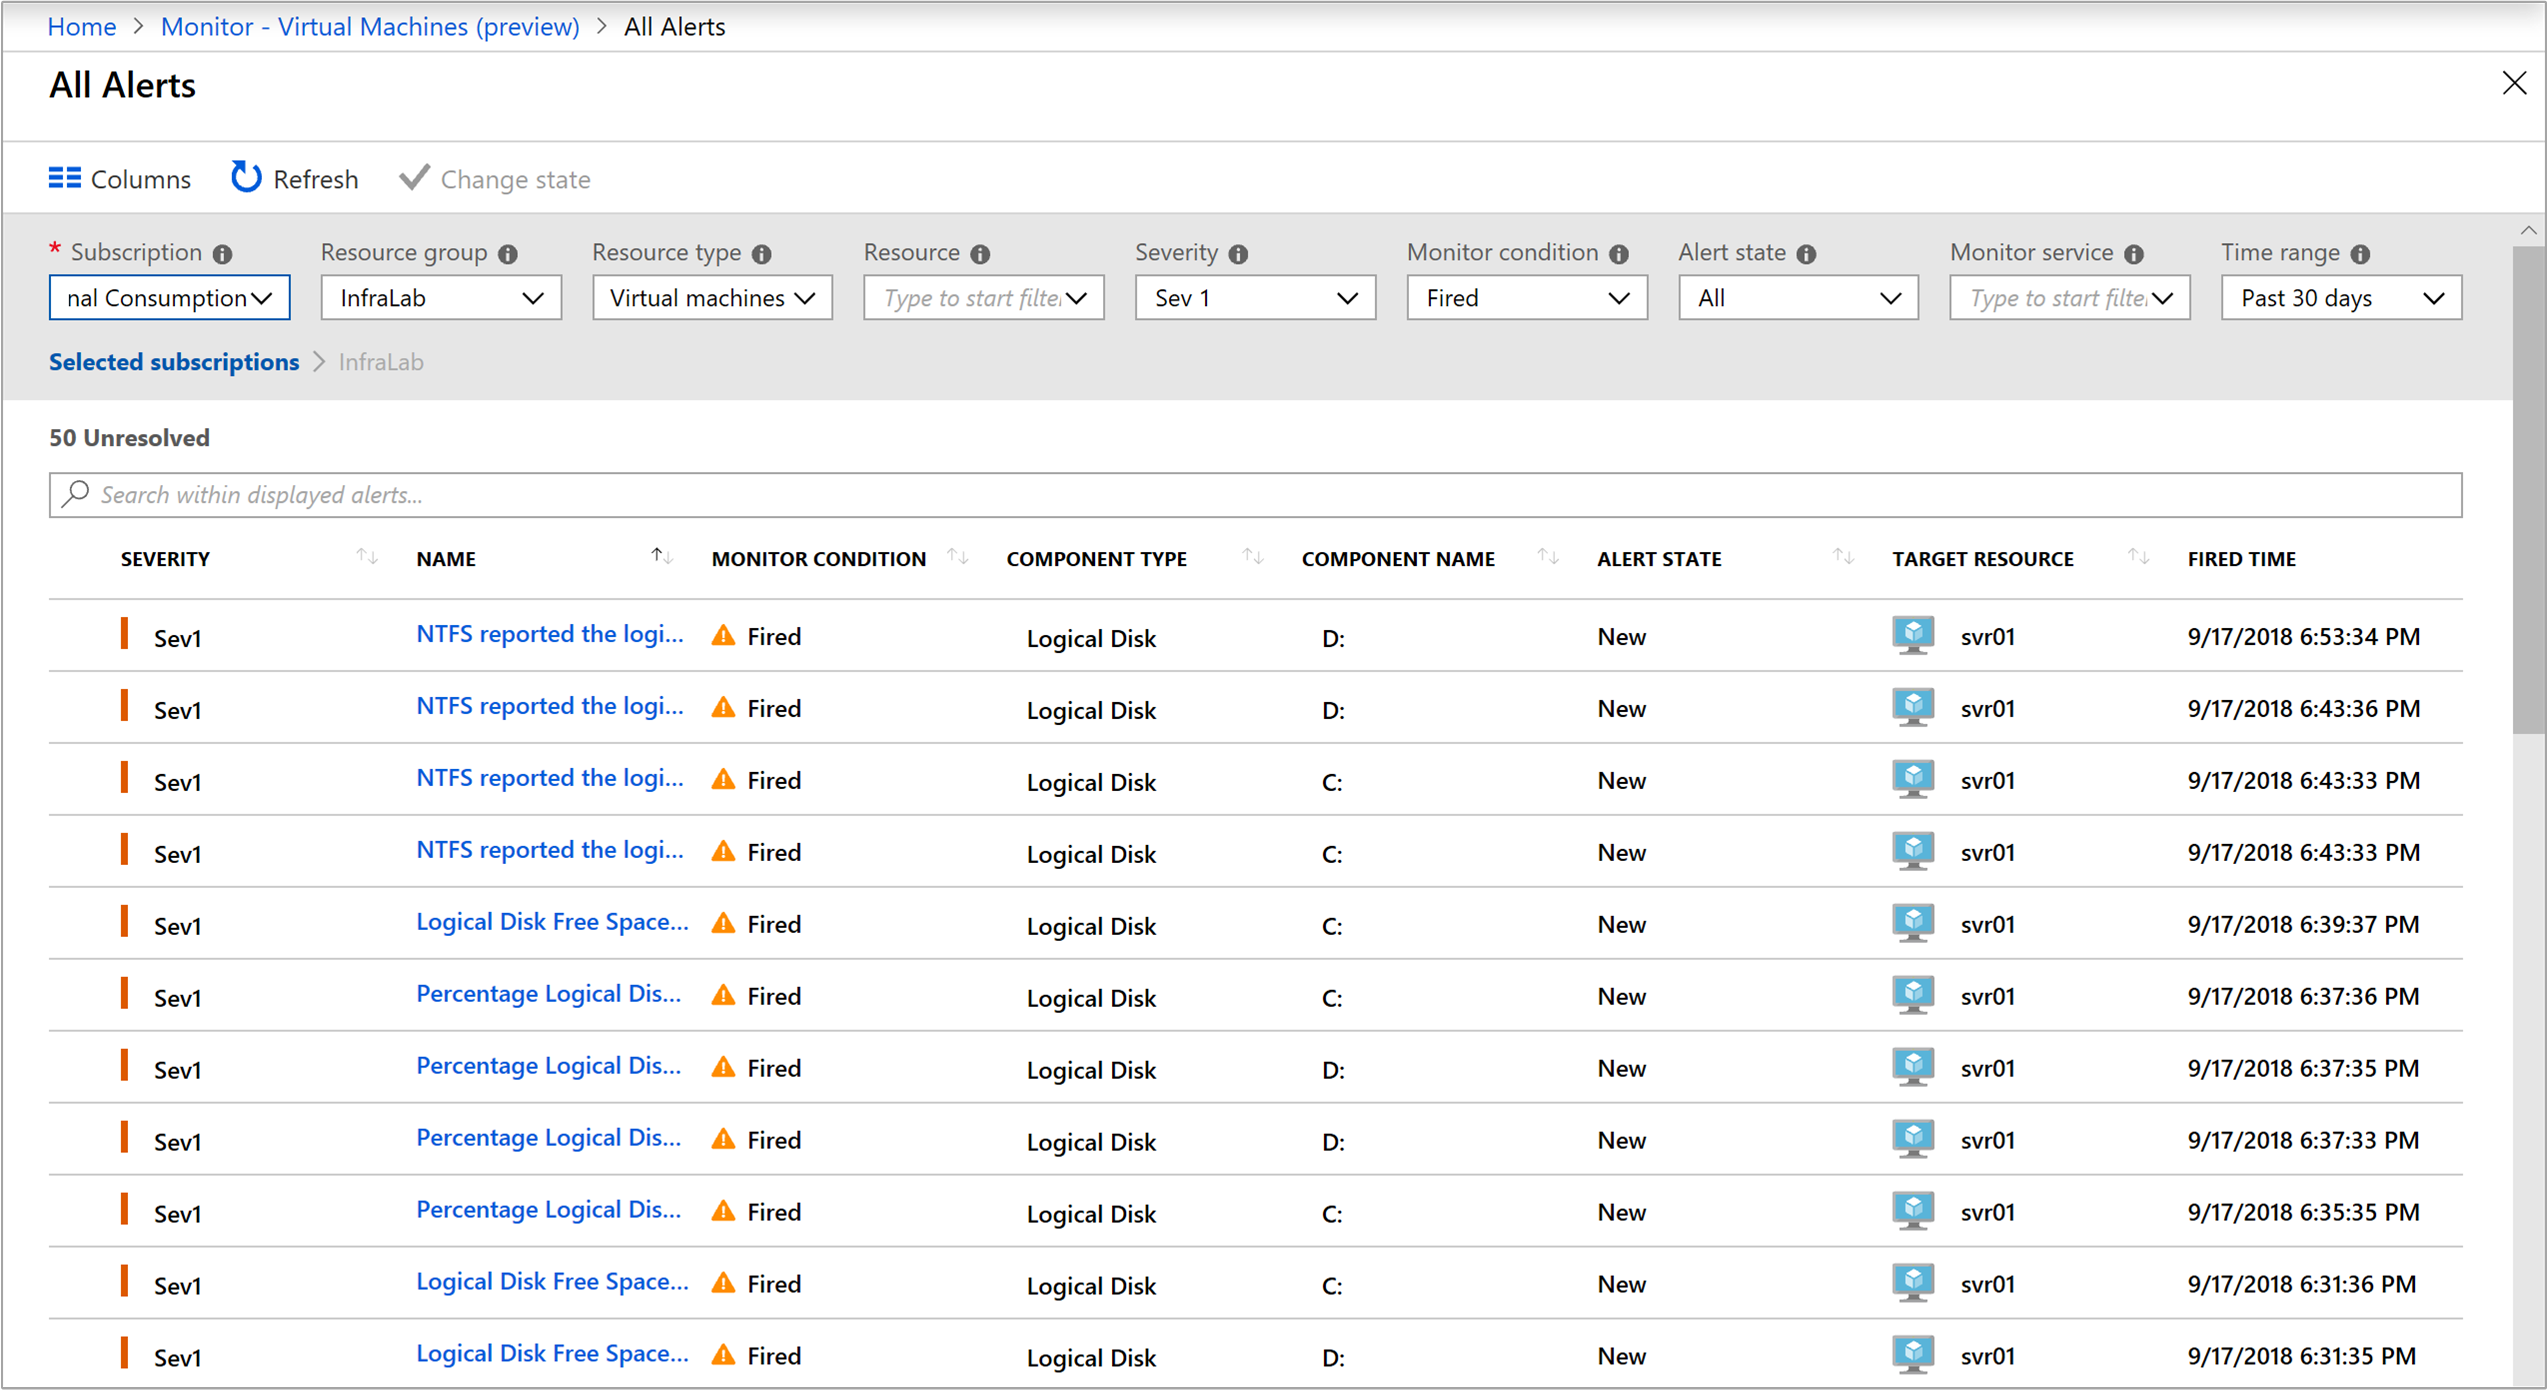 Home > Monitor - Virtual Machines (preview) > All Alerts
All Alerts
Columns Refresh Change state
* Subscription Resource group Resource type Resource Severity Monitor condition Alert state Monitor service Time range
nal Consumption InfraLab Virtual machines Type to start filte Sev 1 Fired All Type to start filte Past 30 days
Selected subscriptions > InfraLab
50 Unresolved
Search within displayed alerts...
SEVERITY NAME MONITOR CONDITION COMPONENT TYPE COMPONENT NAME ALERT STATE TARGET RESOURCE FIRED TIME
Sev1 NTFS reported the logi... Fired Logical Disk D: New svr01 9/17/2018 6:53:34 PM
Sev1 NTFS reported the logi... Fired Logical Disk D: New svr01 9/17/2018 6:43:36 PM
Sev1 NTFS reported the logi... Fired Logical Disk C: New svr01 9/17/2018 6:43:33 PM
Sev1 NTFS reported the logi... Fired Logical Disk C: New svr01 9/17/2018 6:43:33 PM
Sev1 Logical Disk Free Space... Fired Logical Disk C: New svr01 9/17/2018 6:39:37 PM
Sev1 Percentage Logical Dis... Fired Logical Disk C: New svr01 9/17/2018 6:37:36 PM
Sev1 Percentage Logical Dis... Fired Logical Disk D: New svr01 9/17/2018 6:37:35 PM
Sev1 Percentage Logical Dis... Fired Logical Disk D: New svr01 9/17/2018 6:37:33 PM
Sev1 Percentage Logical Dis... Fired Logical Disk C: New svr01 9/17/2018 6:35:35 PM
Sev1 Logical Disk Free Space... Fired Logical Disk C: New svr01 9/17/2018 6:31:36 PM
Sev1 Logical Disk Free Space... Fired Logical Disk D: New svr01 9/17/2018 6:31:35 PM